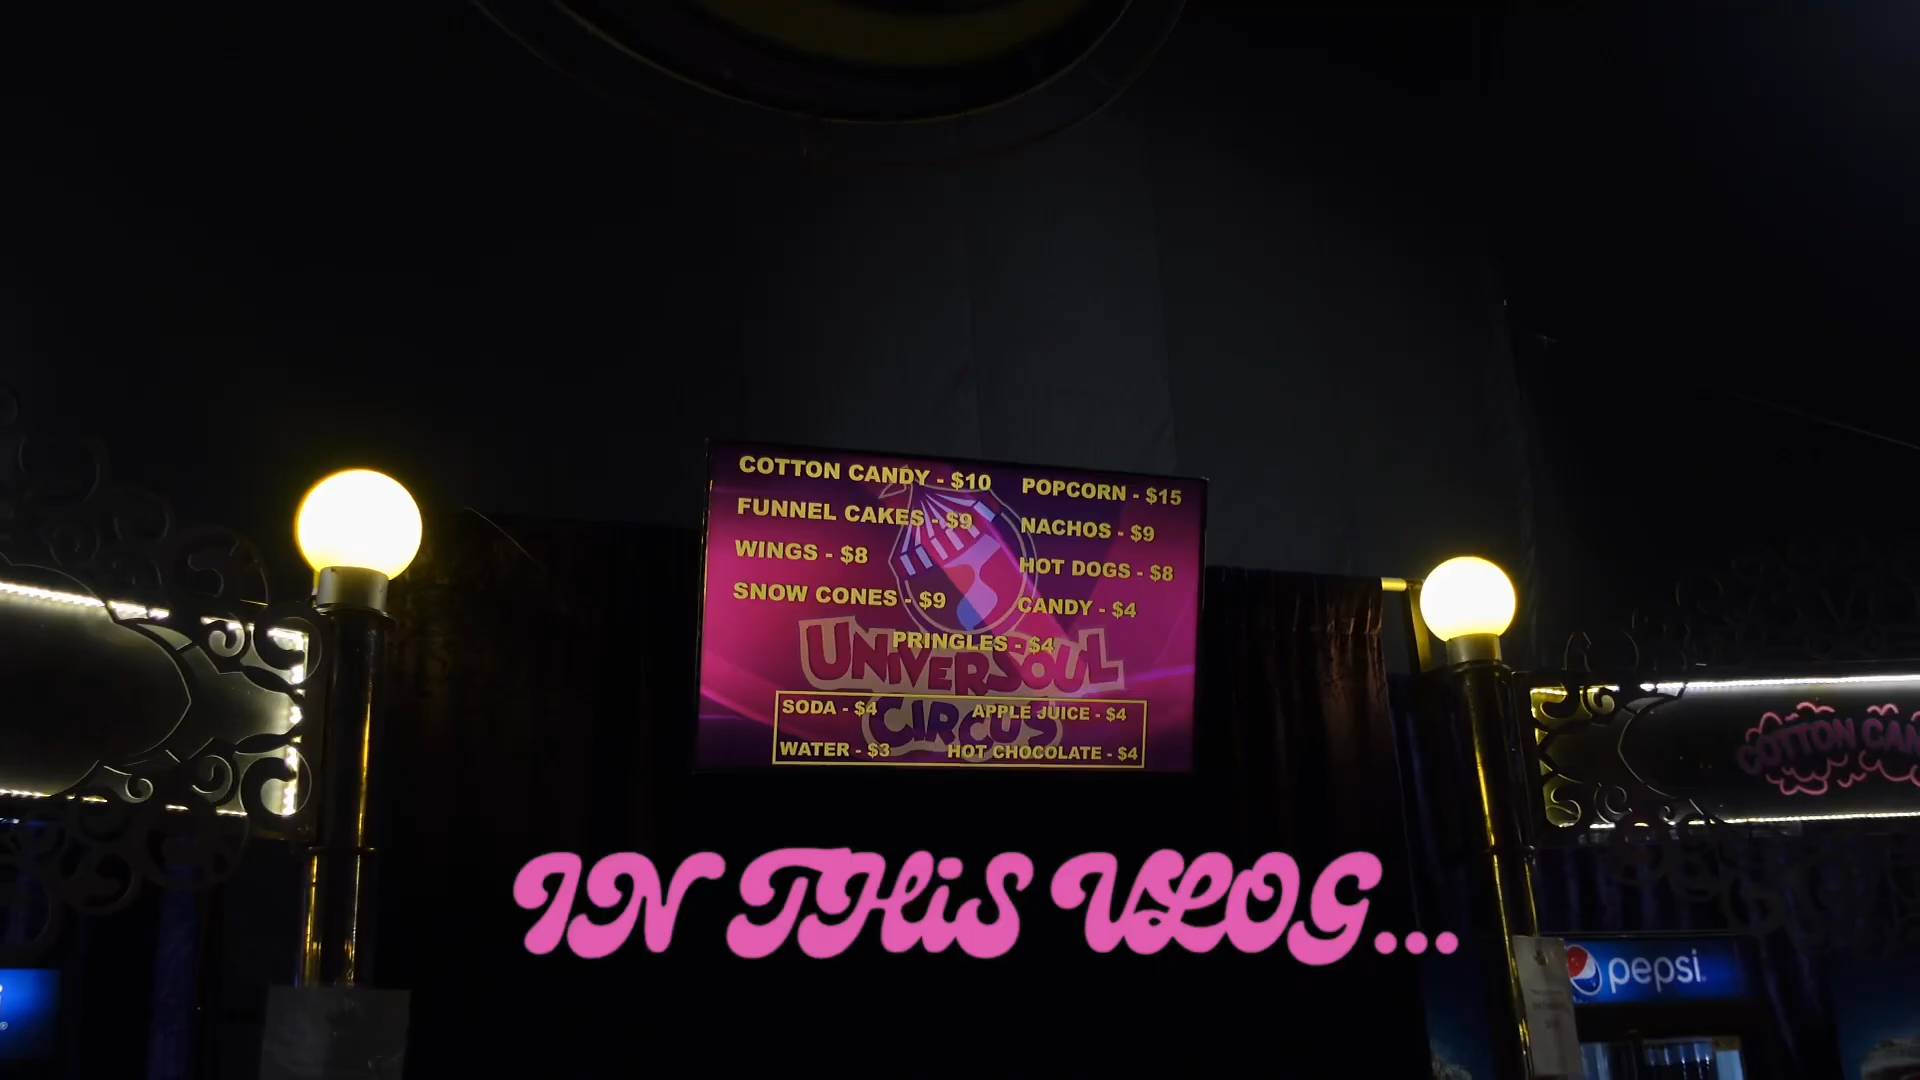 COTTON CANDY - $10
POPCORN - $15
FUNNEL CAKES - $9
NACHOS - $9
WINGS - $8
HOT DOGS - $8
SNOW CONES - $9
CANDY - $4
PRINGLES - $4
UNIVERSOUL
CIRCUS
SODA - $4
APPLE JUICE - $4
WATER - $3
HOT CHOCOLATE - $4
COTTON
IN THiS VLOG...
pepsi